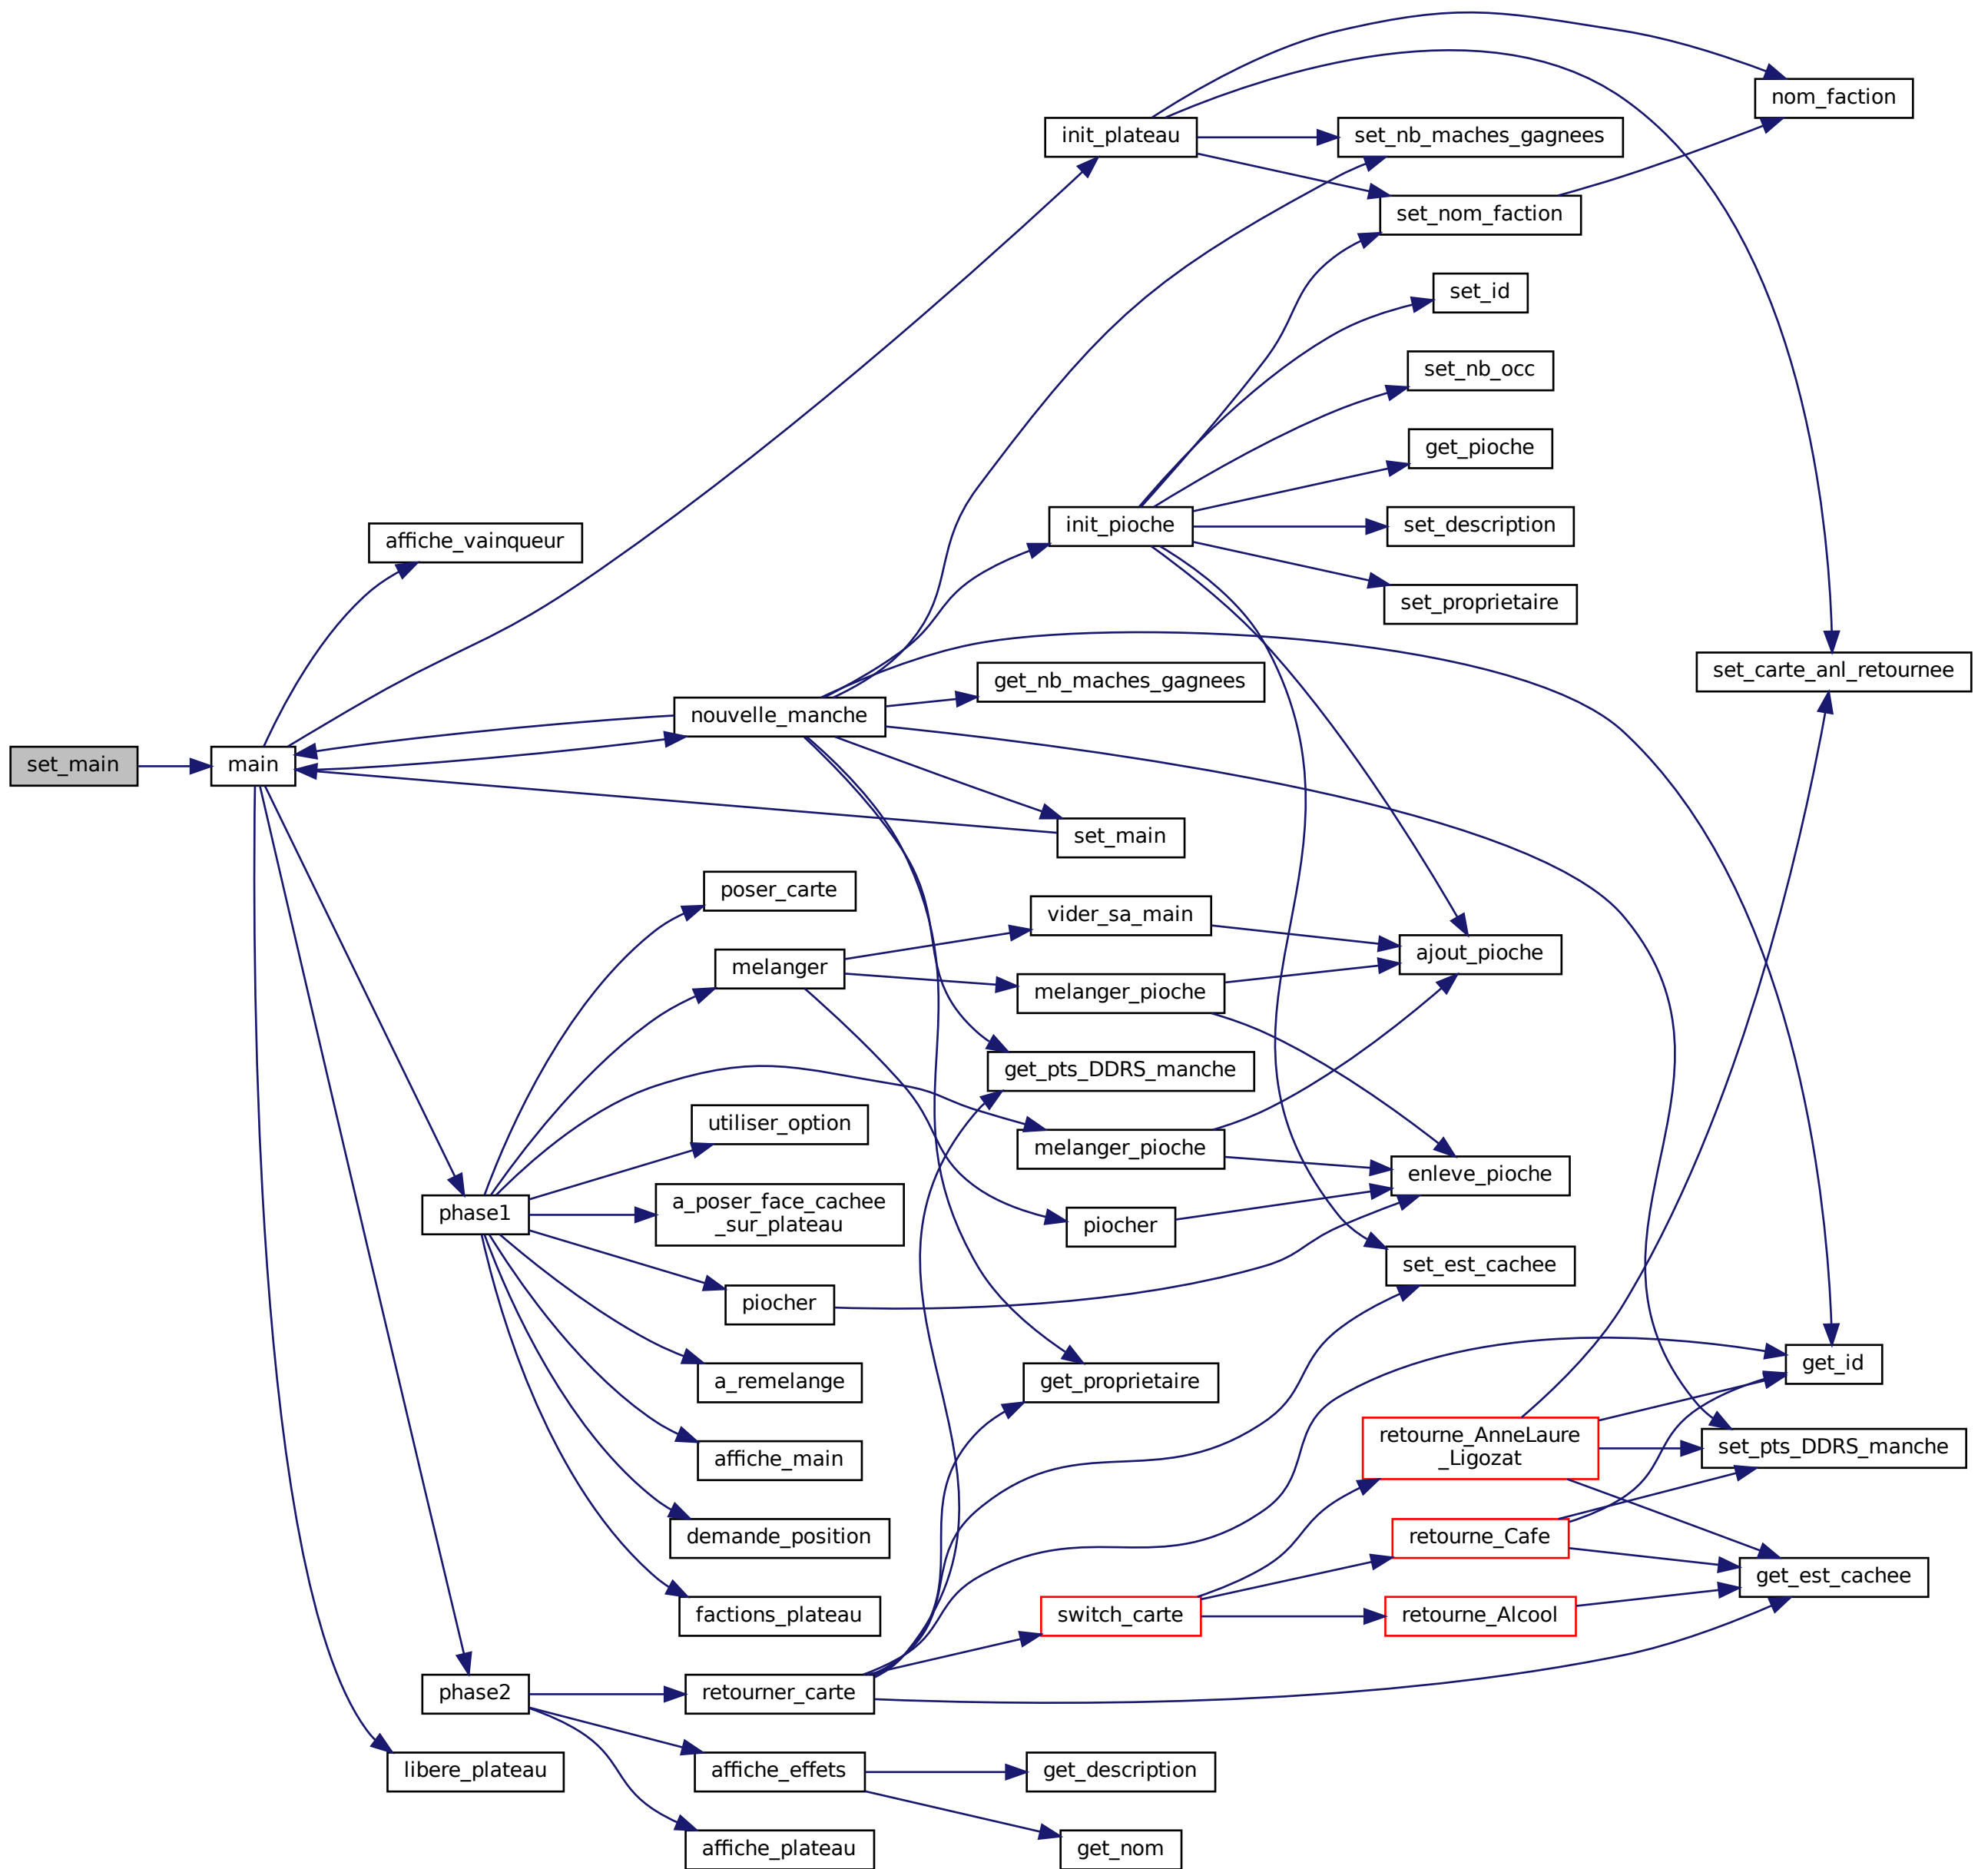 nom_faction
init_plateau
set_nb_maches_gagnees
set_nom_faction
set_id
set_nb_occ
get_pioche
init_pioche
set_description
affiche_vainqueur
set_proprietaire
set_carte_anl_retournee
get_nb_maches_gagnees
nouvelle_manche
set_main
main
set_main
poser_carte
vider_sa_main
ajout_pioche
melanger
melanger_pioche
get_pts_DDRS_manche
utiliser_option
melanger_pioche
enleve_pioche
phase1
a_poser_face_cachee
_sur_plateau
piocher
set_est_cachee
piocher
get_id
a_remelange
get_proprietaire
retourne_AnneLaure
_Ligozat
set_pts_DDRS_manche
affiche_main
demande_position
retourne_Cafe
get_est_cachee
factions_plateau
switch_carte
retourne_Alcool
phase2
retourner_carte
libere_plateau
affiche_effets
get_description
affiche_plateau
get_nom